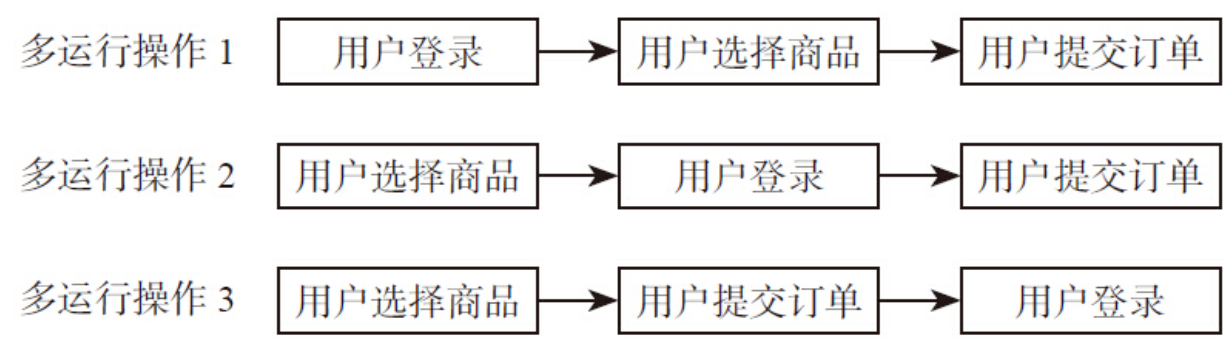 多运行操作 1 用户登录 用户选择商品 用户提交订单
多运行操作 2 用户选择商品 用户登录 用户提交订单
多运行操作 3 用户选择商品 用户提交订单 用户登录